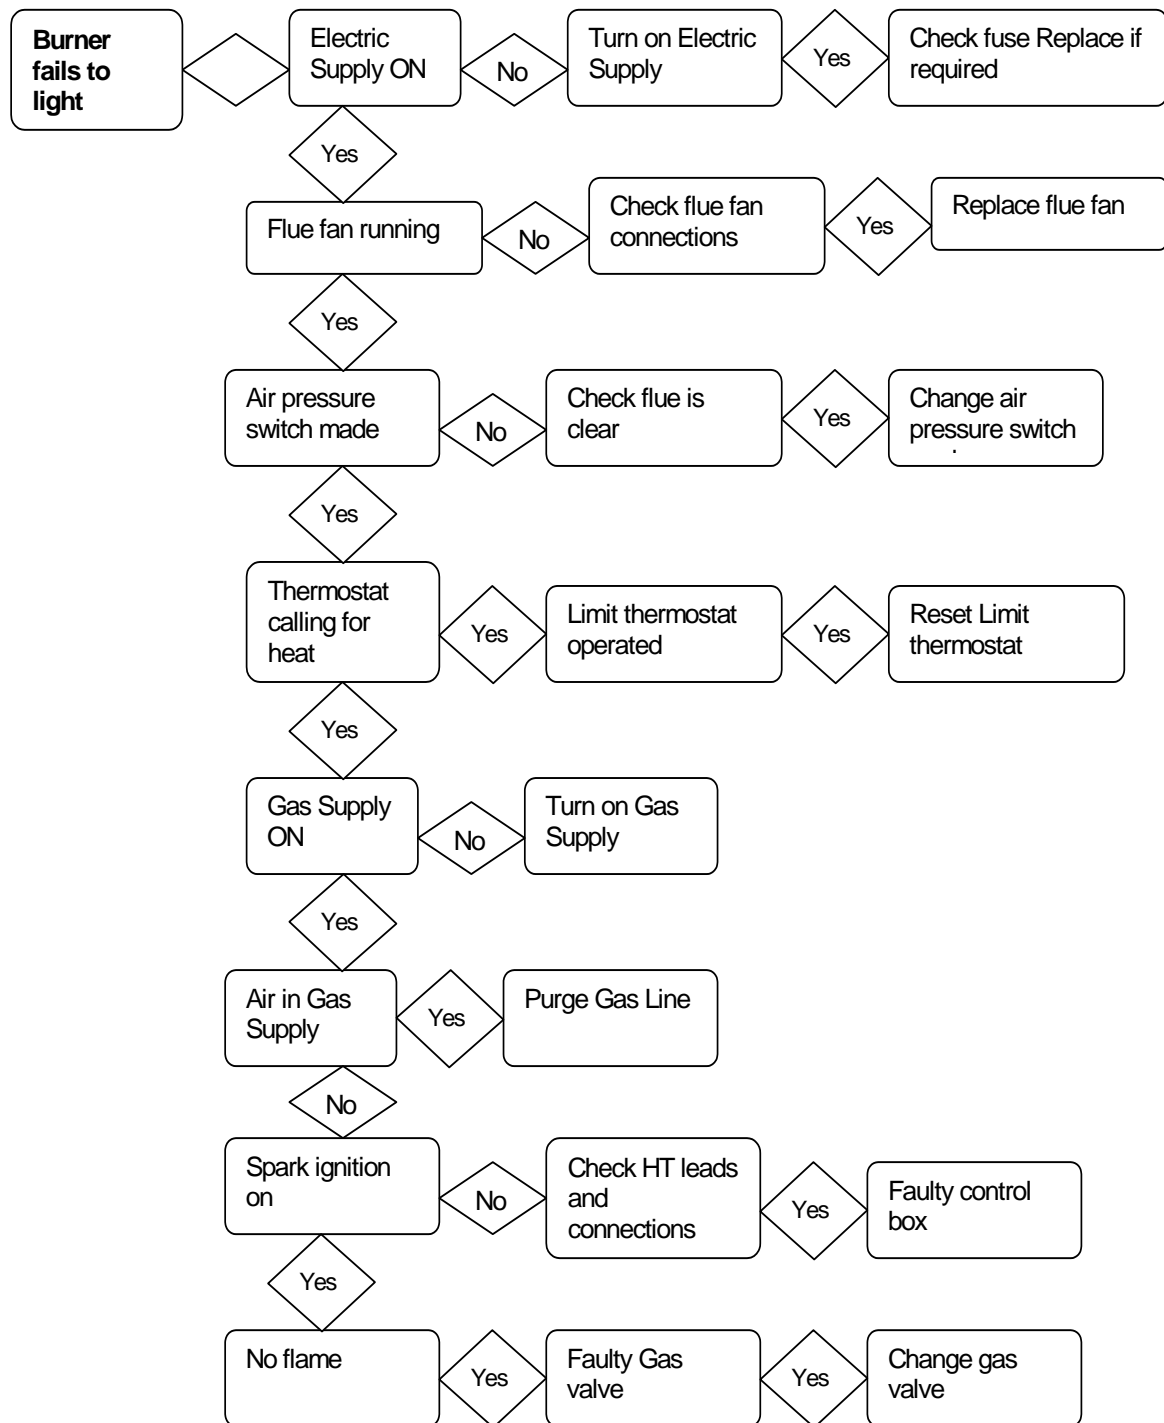 Burner
fails to
light
Electric
Supply ON
No
Turn on Electric
Supply
Yes
Check fuse Replace if
required
Yes
Flue fan running
No
Check flue fan
connections
Yes
Replace flue fan
Yes
Air pressure
switch made
No
Check flue is
clear
Yes
Change air
pressure switch
Yes
Thermostat
calling for
heat
Yes
Limit thermostat
operated
Yes
Reset Limit
thermostat
Yes
Gas Supply
ON
No
Turn on Gas
Supply
Yes
Air in Gas
Supply
Yes
Purge Gas Line
No
Spark ignition
on
No
Check HT leads
and
connections
Yes
Faulty control
box
Yes
No flame
Yes
Faulty Gas
valve
Yes
Change gas
valve